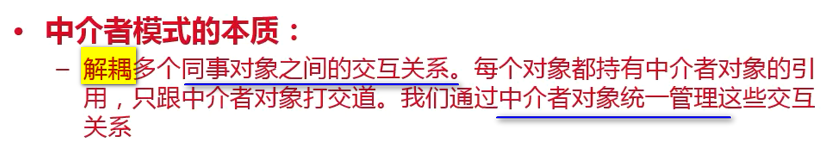 • 中介者模式的本质：
– 解耦多个同事对象之间的交互关系。每个对象都持有中介者对象的引
用，只跟中介者对象打交道。我们通过中介者对象统一管理这些交互
关系